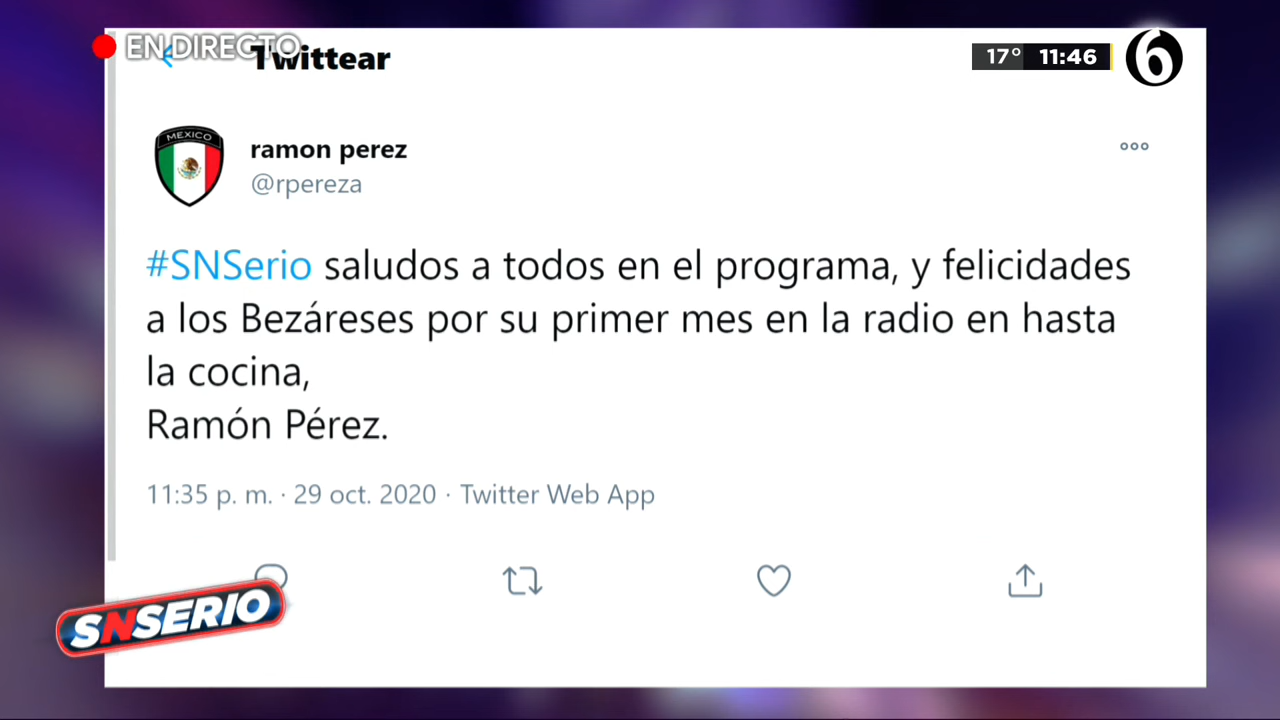 EN DIRECTO
Twittear
17° 11:46
6
MEXICO
ramon perez
@rpereza
#SNSerio saludos a todos en el programa, y felicidades
a los Bezáreses por su primer mes en la radio en hasta
la cocina,
Ramón Pérez.
11:35 p. m. · 29 oct. 2020 · Twitter Web App
SNSERIO